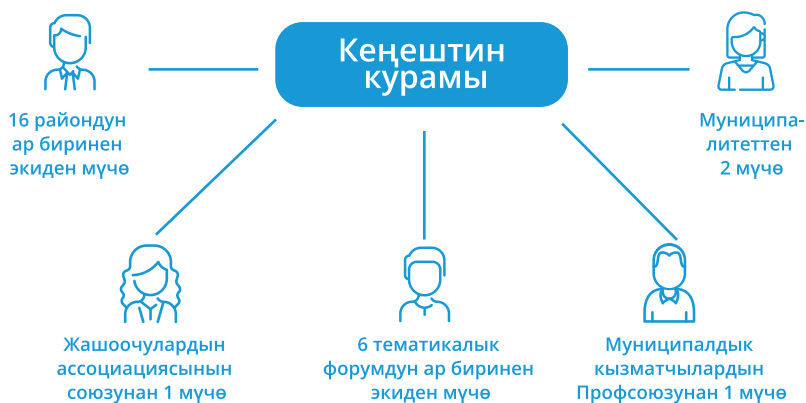 Кеңештин
курамы
16 райондун
ар биринен
экиден мүчө
Муниципа-
литеттен
2 мүчө
Жашоочулардын
ассоциясиясынын
союзунан 1 мүчө
6 тематикалык
форумдун ар биринен
экиден мүчө
Муниципалдык
кызматчылардын
Профсоюзунан 1 мүчө